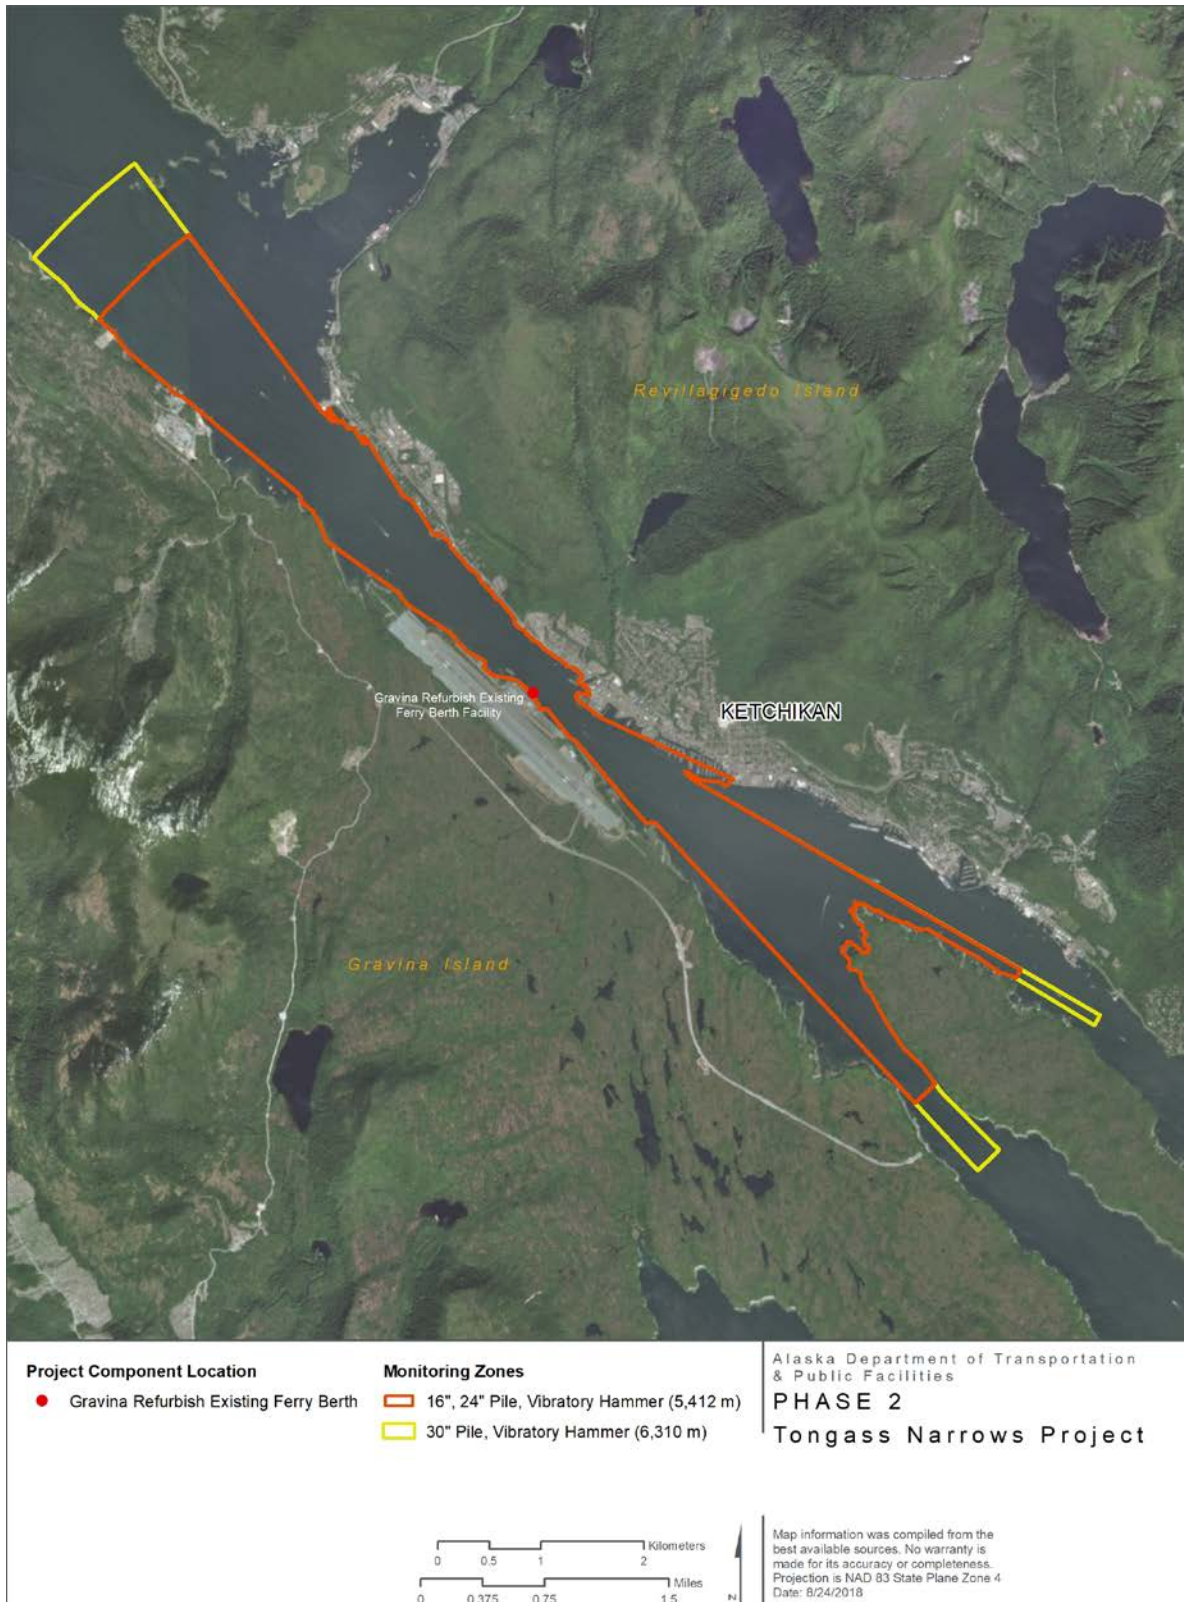 Revillagigedo Island
Gravina Refurbish Existing
Ferry Berth Facility
KETCHIKAN
Gravina Island
Project Component Location
Gravina Refurbish Existing Ferry Berth
Monitoring Zones
16", 24" Pile, Vibratory Hammer (5,412 m)
30" Pile, Vibratory Hammer (6,310 m)
Alaska Department of Transportation
& Public Facilities
PHASE 2
Tongass Narrows Project
Kilometers
0 0.5 1 2
Miles
0 0.375 0.75 1.5
N
Map information was compiled from the
best available sources. No warranty is
made for its accuracy or completeness.
Projection is NAD 83 State Plane Zone 4
Date: 8/24/2018